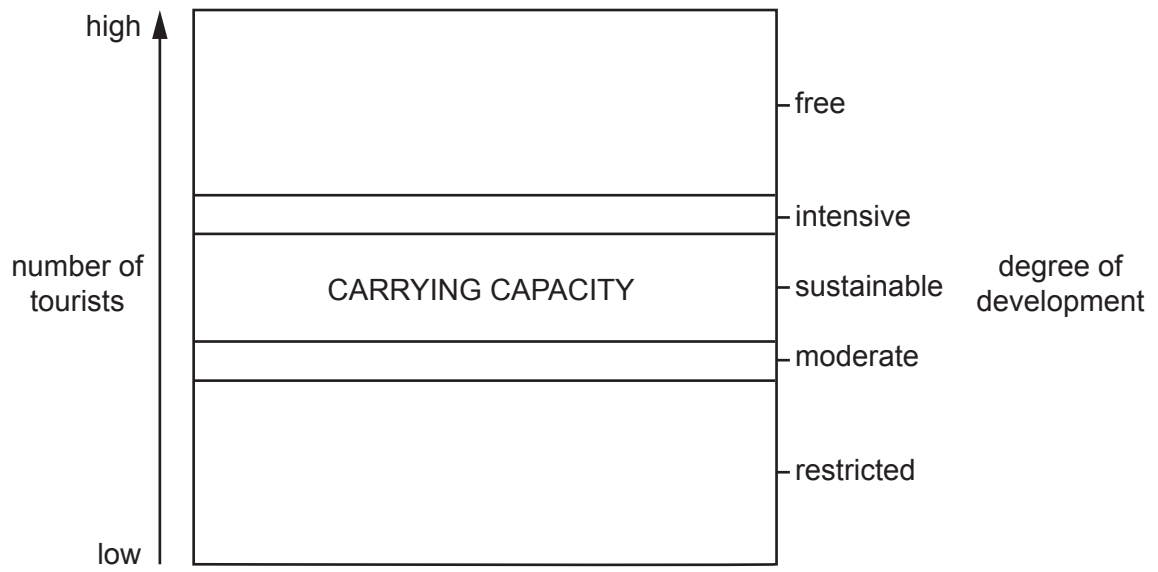 high
free
intensive
number of
tourists
CARRYING CAPACITY
sustainable
degree of
development
moderate
restricted
low